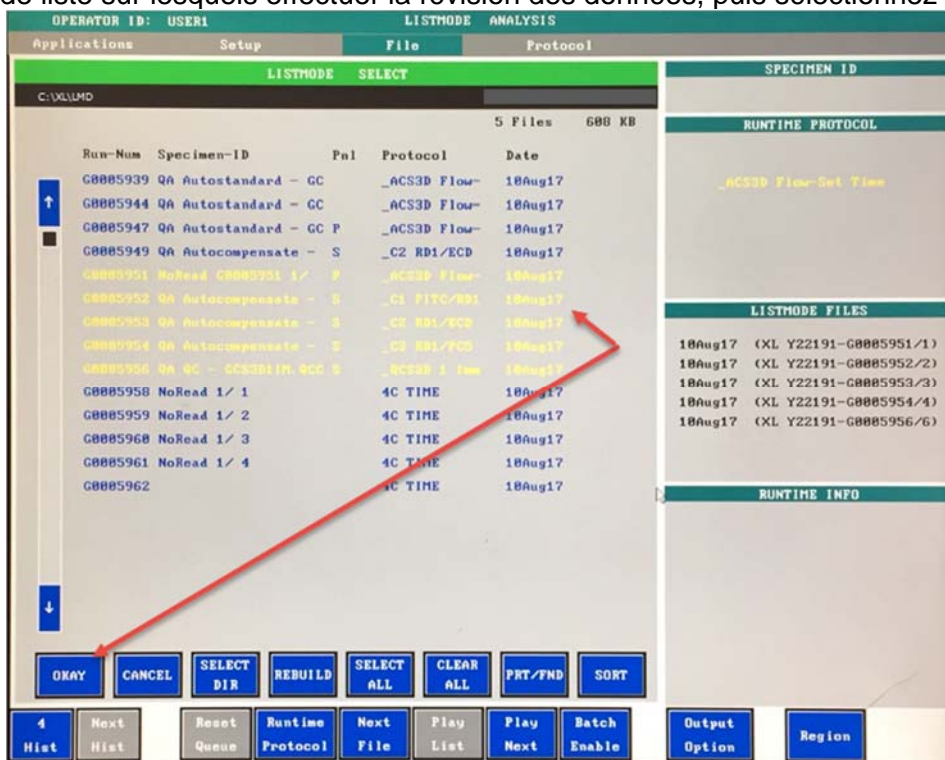 de liste sur lesquels effectuer la révision des données, puis sélectionnez
OPERATOR ID: USER1 LISTMODE ANALYSIS
Applications Setup File Protocol
LISTMODE SELECT
C:\XL\LMD
5 Files 608 KB
Run-Num Specimen-ID Pnl Protocol Date
G0005939 QA Autostandard - GC _ACS3D Flow- 10Aug17
G0005944 QA Autostandard - GC _ACS3D Flow- 10Aug17
G0005947 QA Autostandard - GC P _ACS3D Flow- 10Aug17
G0005949 QA Autocompensate - S _C2 RD1/ECD 10Aug17
G0005951 NoRead G0005951 1/ P _ACS3D Flow- 10Aug17
G0005952 QA Autocompensate - S _C1 FITC/RD1 10Aug17
G0005953 QA Autocompensate - S _C2 RD1/ECD 10Aug17
G0005954 QA Autocompensate - S _C3 RD1/PC5 10Aug17
G0005956 QA QC - S 10Aug17
G0005958 NoRead 1/ 1 4C TIME 10Aug17
G0005959 NoRead 1/ 2 4C TIME 10Aug17
G0005960 NoRead 1/ 3 4C TIME 10Aug17
G0005961 NoRead 1/ 4 4C TIME 10Aug17
G0005962 4C TIME 10Aug17
OKAY CANCEL SELECT DIR REBUILD SELECT ALL CLEAR ALL PRT/FND SORT
SPECIMEN ID
RUNTIME PROTOCOL
_ACS3D Flow-Set Time
LISTMODE FILES
10Aug17 (XL Y22191-G0005951/1)
10Aug17 (XL Y22191-G0005952/2)
10Aug17 (XL Y22191-G0005953/3)
10Aug17 (XL Y22191-G0005954/4)
10Aug17 (XL Y22191-G0005956/6)
RUNTIME INFO
4 Hist Next Hist Reset Queue Runtime Protocol Next File Play List Play Next Batch Enable Output Option Region